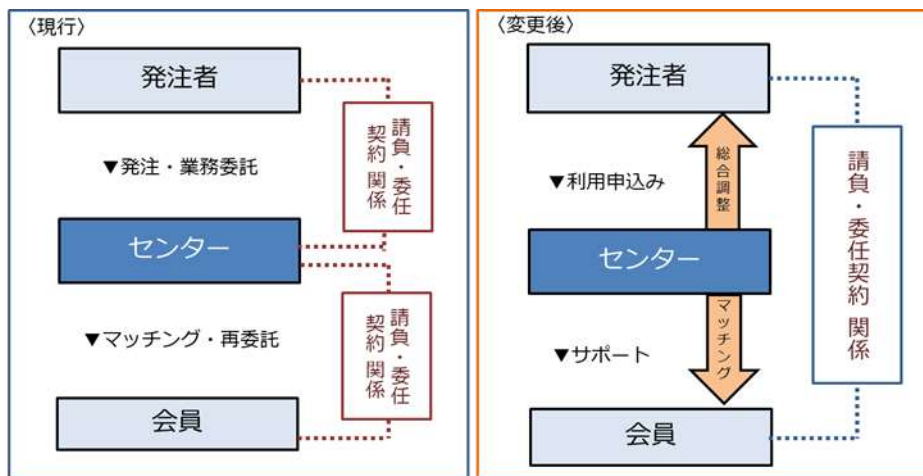 〈現行〉
発注者
▼発注・業務委託
請負・委任
契約 関係
センター
▼マッチング・再委託
請負・委任
契約 関係
会員
〈変更後〉
発注者
総合調整
▼利用申込み
センター
マッチング
▼サポート
請負・委任契約 関係
会員